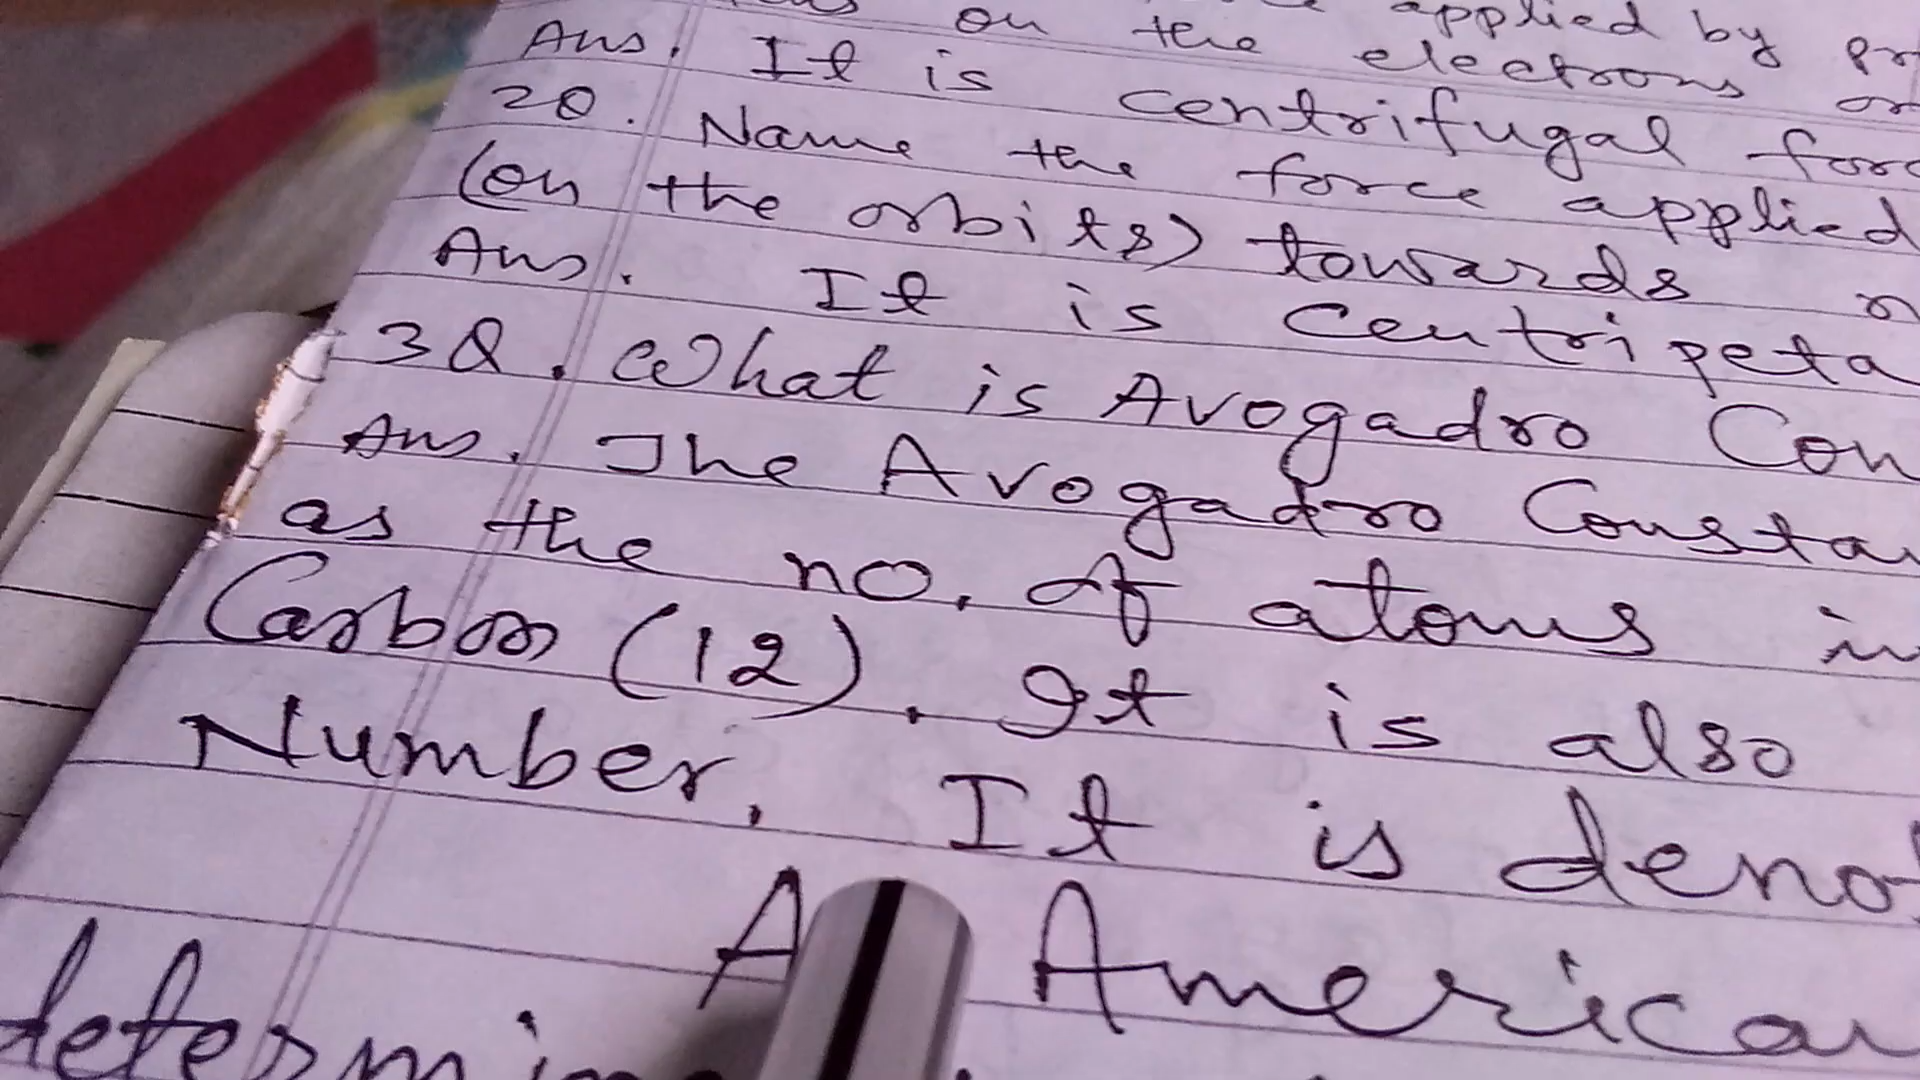 on the applied by
Ans. It is electrons
2Q. Name the centrifugal
(on the orbits) force applied
Ans. It is towards
3Q. What is Centripeta
Ans. The Avogadro Con
as the Avogadro Consta
Carbon (12). no. of atoms in
Number. It is also
It is deno
A American
determine